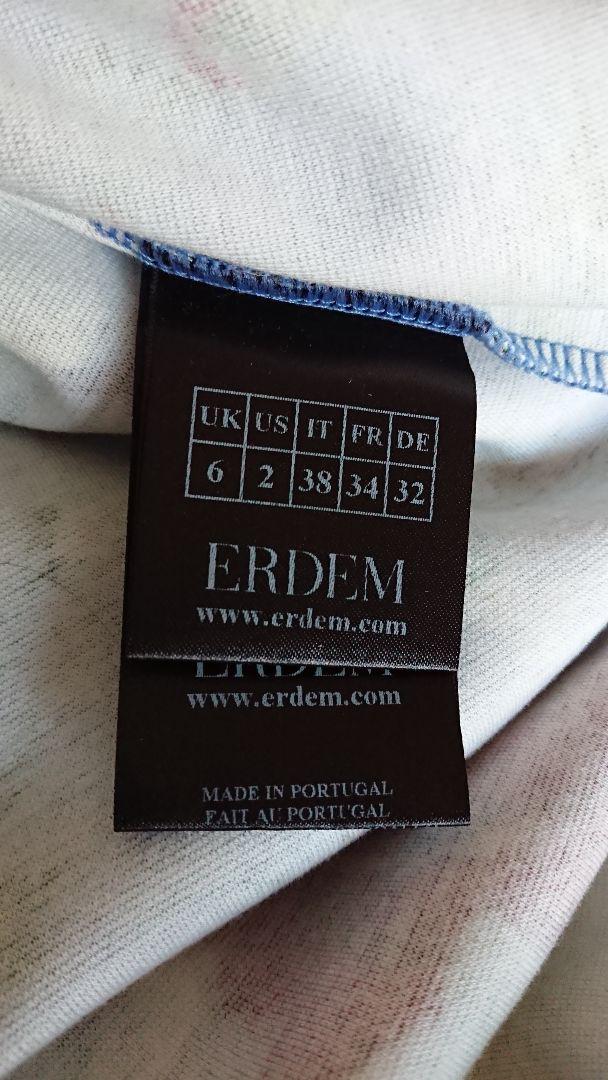 UK US IT FR DE
6 2 38 34 32
ERDEM
www.erdem.com
ERDEM
www.erdem.com
MADE IN PORTUGAL
FAIT AU PORTUGAL